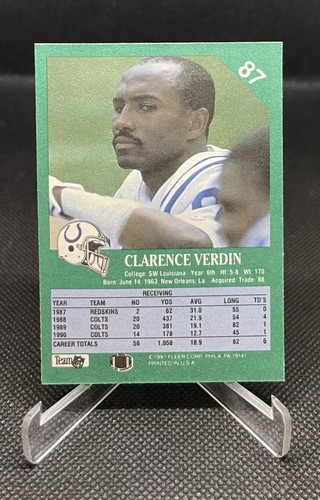 87
CLARENCE VERDIN
College: SW Louisiana Year: 6th Ht: 5-8 Wt: 170
Born: June 14, 1963, New Orleans, La Acquired: Trade '88
RECEIVING
YEAR TEAM NO YDS AVG LONG TD'S
1987 REDSKINS 2 62 31.0 55 0
1988 COLTS 20 437 21.9 54 4
1989 COLTS 20 381 19.1 82 1
1990 COLTS 14 178 12.7 45 1
CAREER TOTALS 56 1,058 18.9 82 6
Team NFL
© 1991 FLEER CORP. PHILA. PA 19141
PRINTED IN U.S.A.